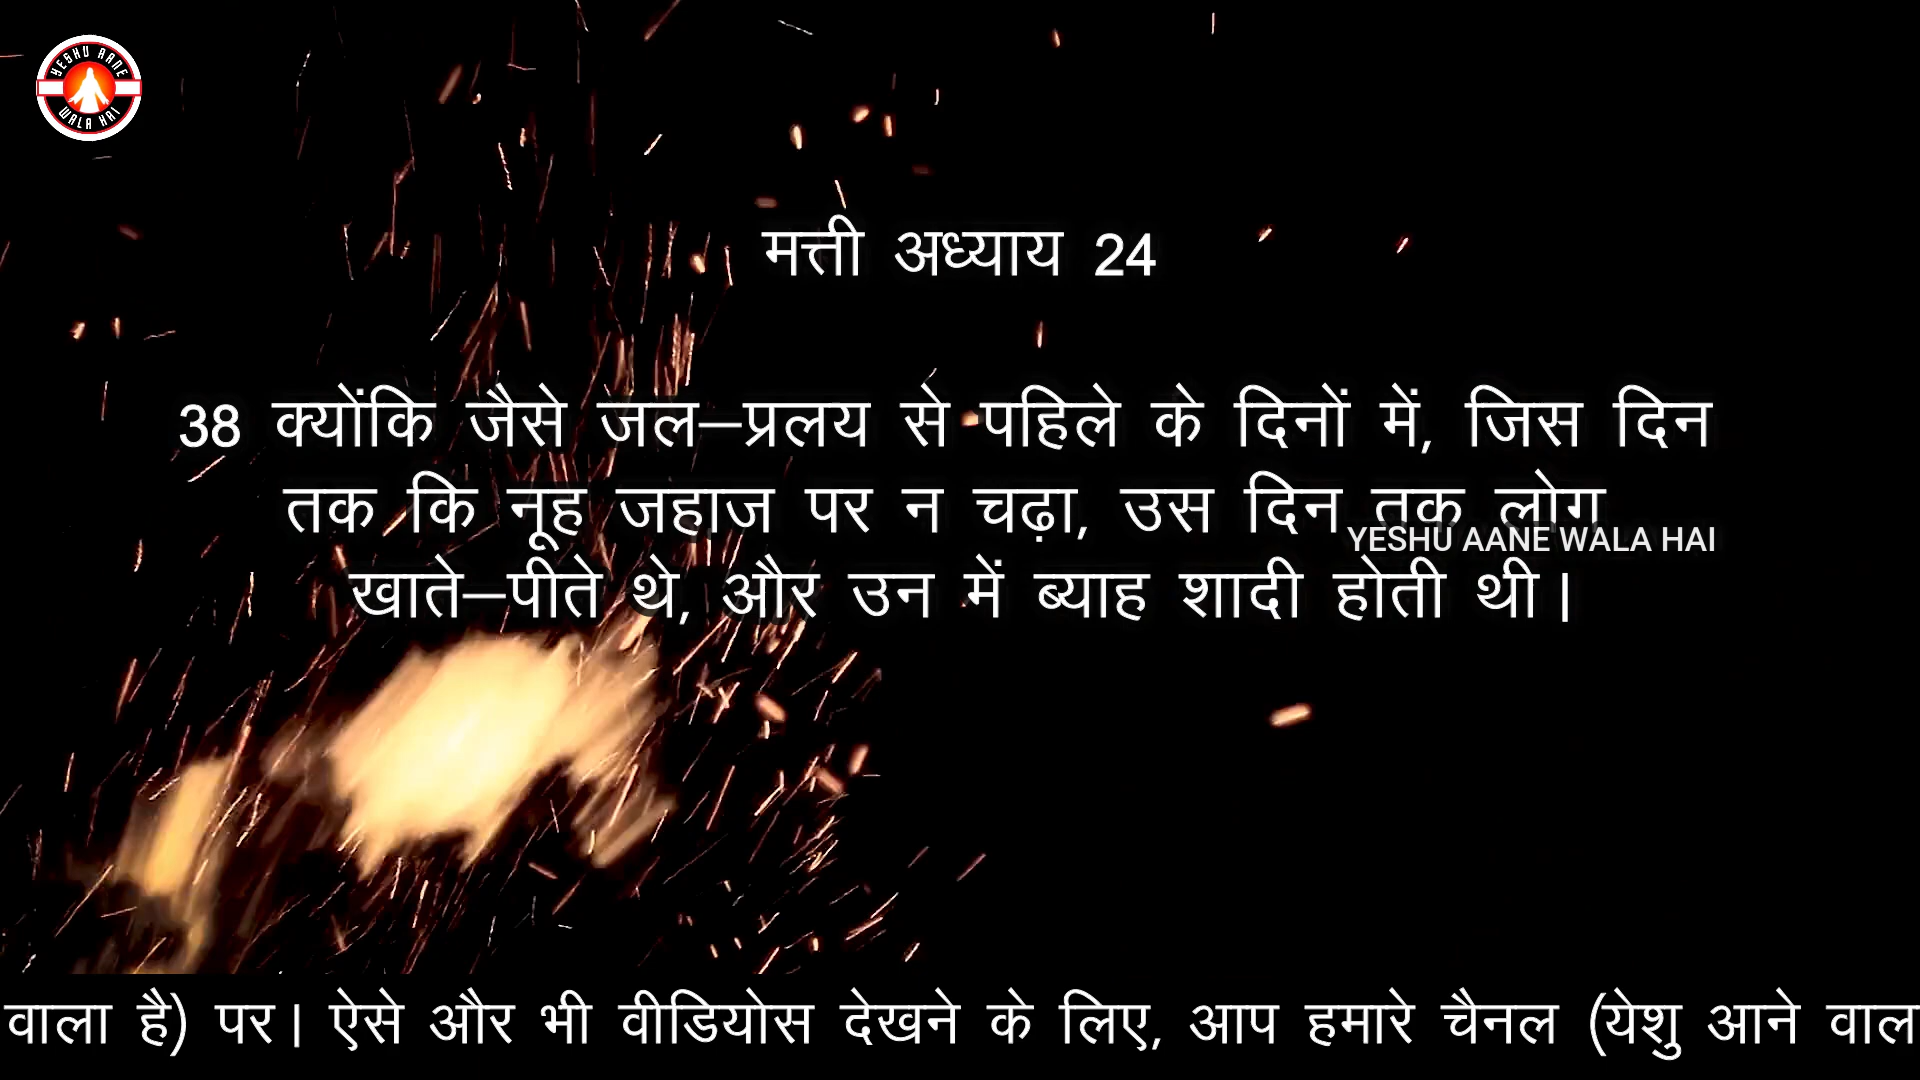 YESHU AANE
WALA HAI
मत्ती अध्याय 24
38 क्योंकि जैसे जल–प्रलय से पहिले के दिनों में, जिस दिन
तक कि नूह जहाज पर न चढ़ा, उस दिन तक लोग
YESHU AANE WALA HAI
खाते–पीते थे, और उन में ब्याह शादी होती थी।
वाला है) पर। ऐसे और भी वीडियोस देखने के लिए, आप हमारे चैनल (येशु आने वाल